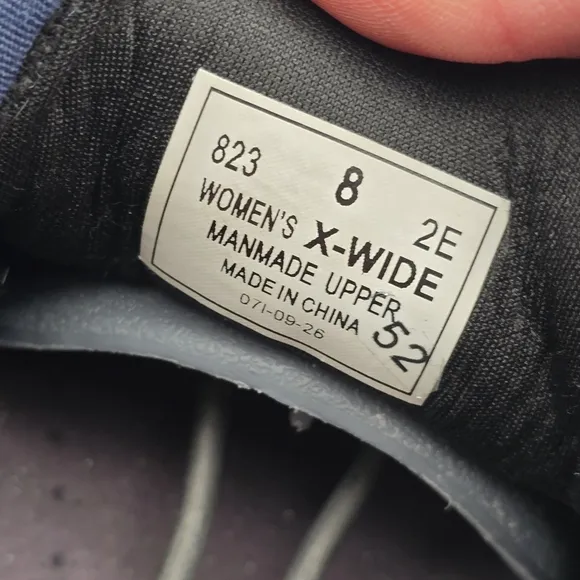 823 8 2E
WOMEN'S X-WIDE
MANMADE UPPER
MADE IN CHINA 52
071-09-26